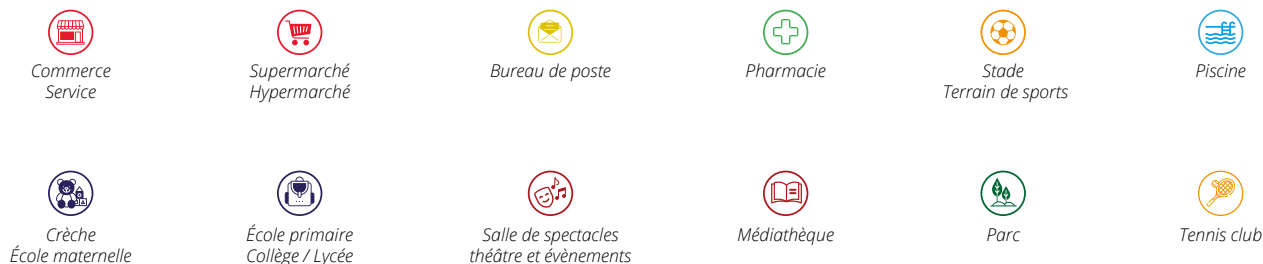 Commerce
Service
Supermarché
Hypermarché
Bureau de poste
Pharmacie
Stade
Terrain de sports
Piscine
Crèche
École maternelle
École primaire
Collège / Lycée
Salle de spectacles
théâtre et évènements
Médiathèque
Parc
Tennis club